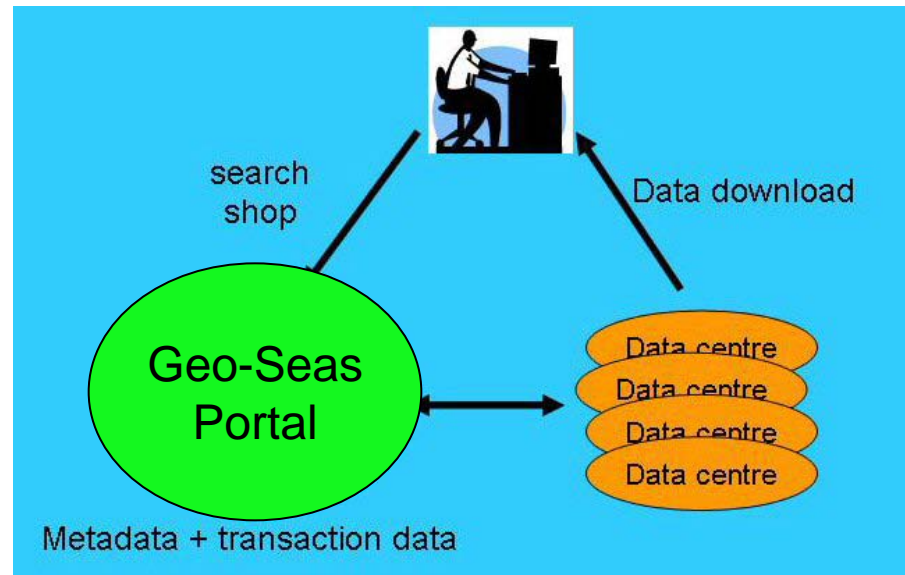 search
shop
Data download
Geo-Seas
Portal
Data centre
Data centre
Data centre
Data centre
Metadata + transaction data